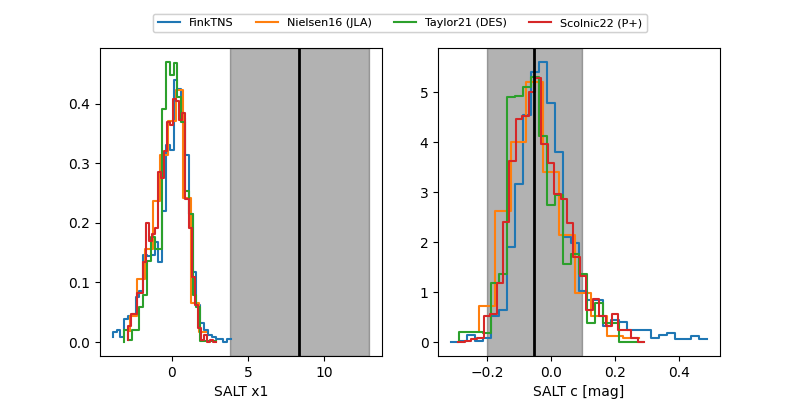 FinkTNS Nielsen16 (JLA) Taylor21 (DES) Scolnic22 (P+)
0.4
0.3
0.2
0.1
0.0
0 5 10
SALT x1
5
4
3
2
1
0
−0.2 0.0 0.2 0.4
SALT c [mag]